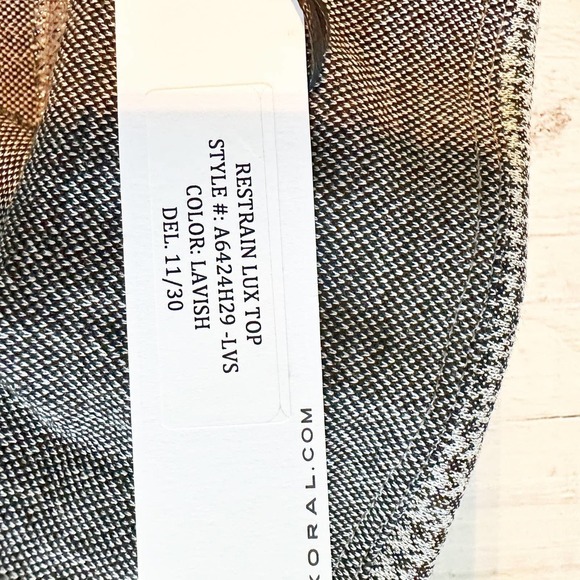 RESTRAIN LUX TOP
STYLE #: A6424H29 -LVS
COLOR: LAVISH
DEL. 11/30
KORAL.COM